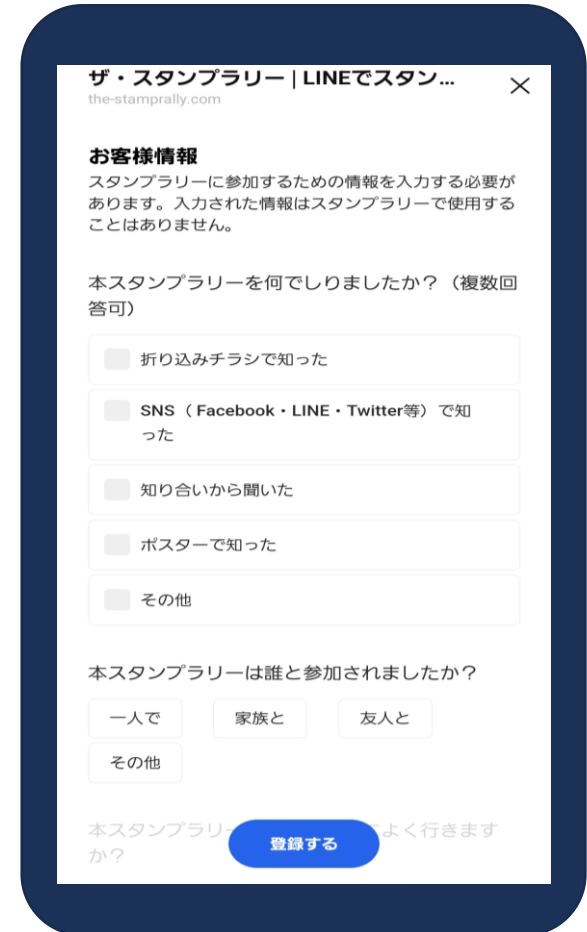 ザ・スタンプラリー | LINEでスタン...
the-stamprally.com
お客様情報
スタンプラリーに参加するための情報を入力する必要が
あります。入力された情報はスタンプラリーで使用する
ことはありません。
本スタンプラリーを何でしりましたか？（複数回
答可）
折り込みチラシで知った
SNS（ Facebook・LINE・Twitter等）で知
った
知り合いから聞いた
ポスターで知った
その他
本スタンプラリーは誰と参加されましたか？
一人で 家族と 友人と
その他
本スタンプラリ よく行きます
か？
登録する